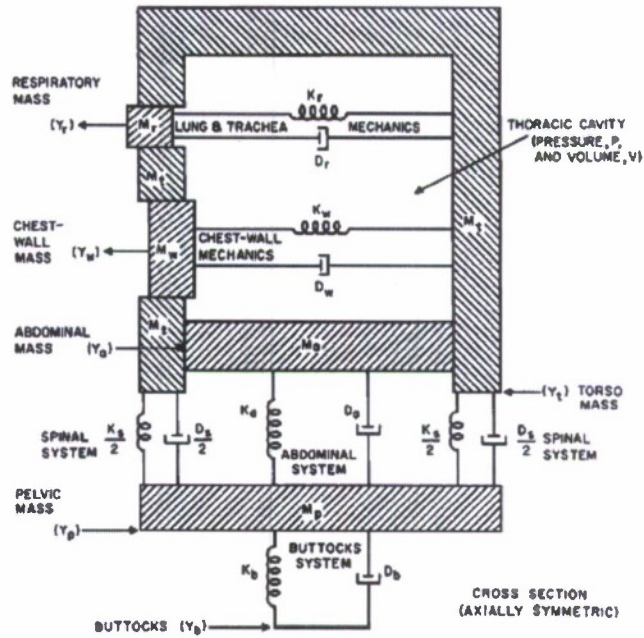 RESPIRATORY
MASS
(Yr)
Mr
Kr
LUNG & TRACHEA MECHANICS
Dr
THORACIC CAVITY
(PRESSURE, P,
AND VOLUME, V)
Mt
CHEST-
WALL
MASS
(Yw)
Mw
Kw
CHEST-WALL
MECHANICS
Dw
Mt
Mt
ABDOMINAL
MASS
(Ya)
Ma
(Yt) TORSO
MASS
SPINAL
SYSTEM
Ks/2
Ds/2
Ka
Da
ABDOMINAL
SYSTEM
Ks/2
Ds/2
SPINAL
SYSTEM
PELVIC
MASS
(Yp)
Mp
BUTTOCKS
SYSTEM
Kb
Db
BUTTOCKS (Yb)
CROSS SECTION
(AXIALLY SYMMETRIC)